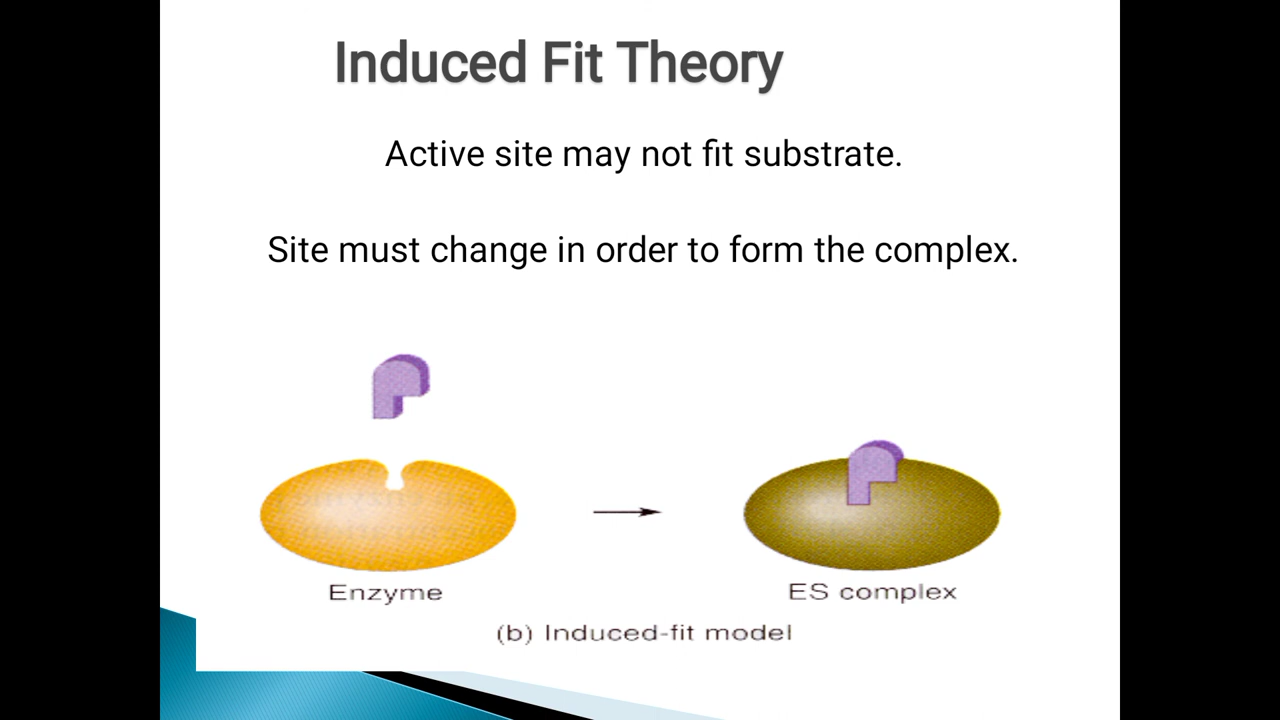 Induced Fit Theory
Active site may not fit substrate.
Site must change in order to form the complex.
Enzyme
ES complex
(b) Induced-fit model